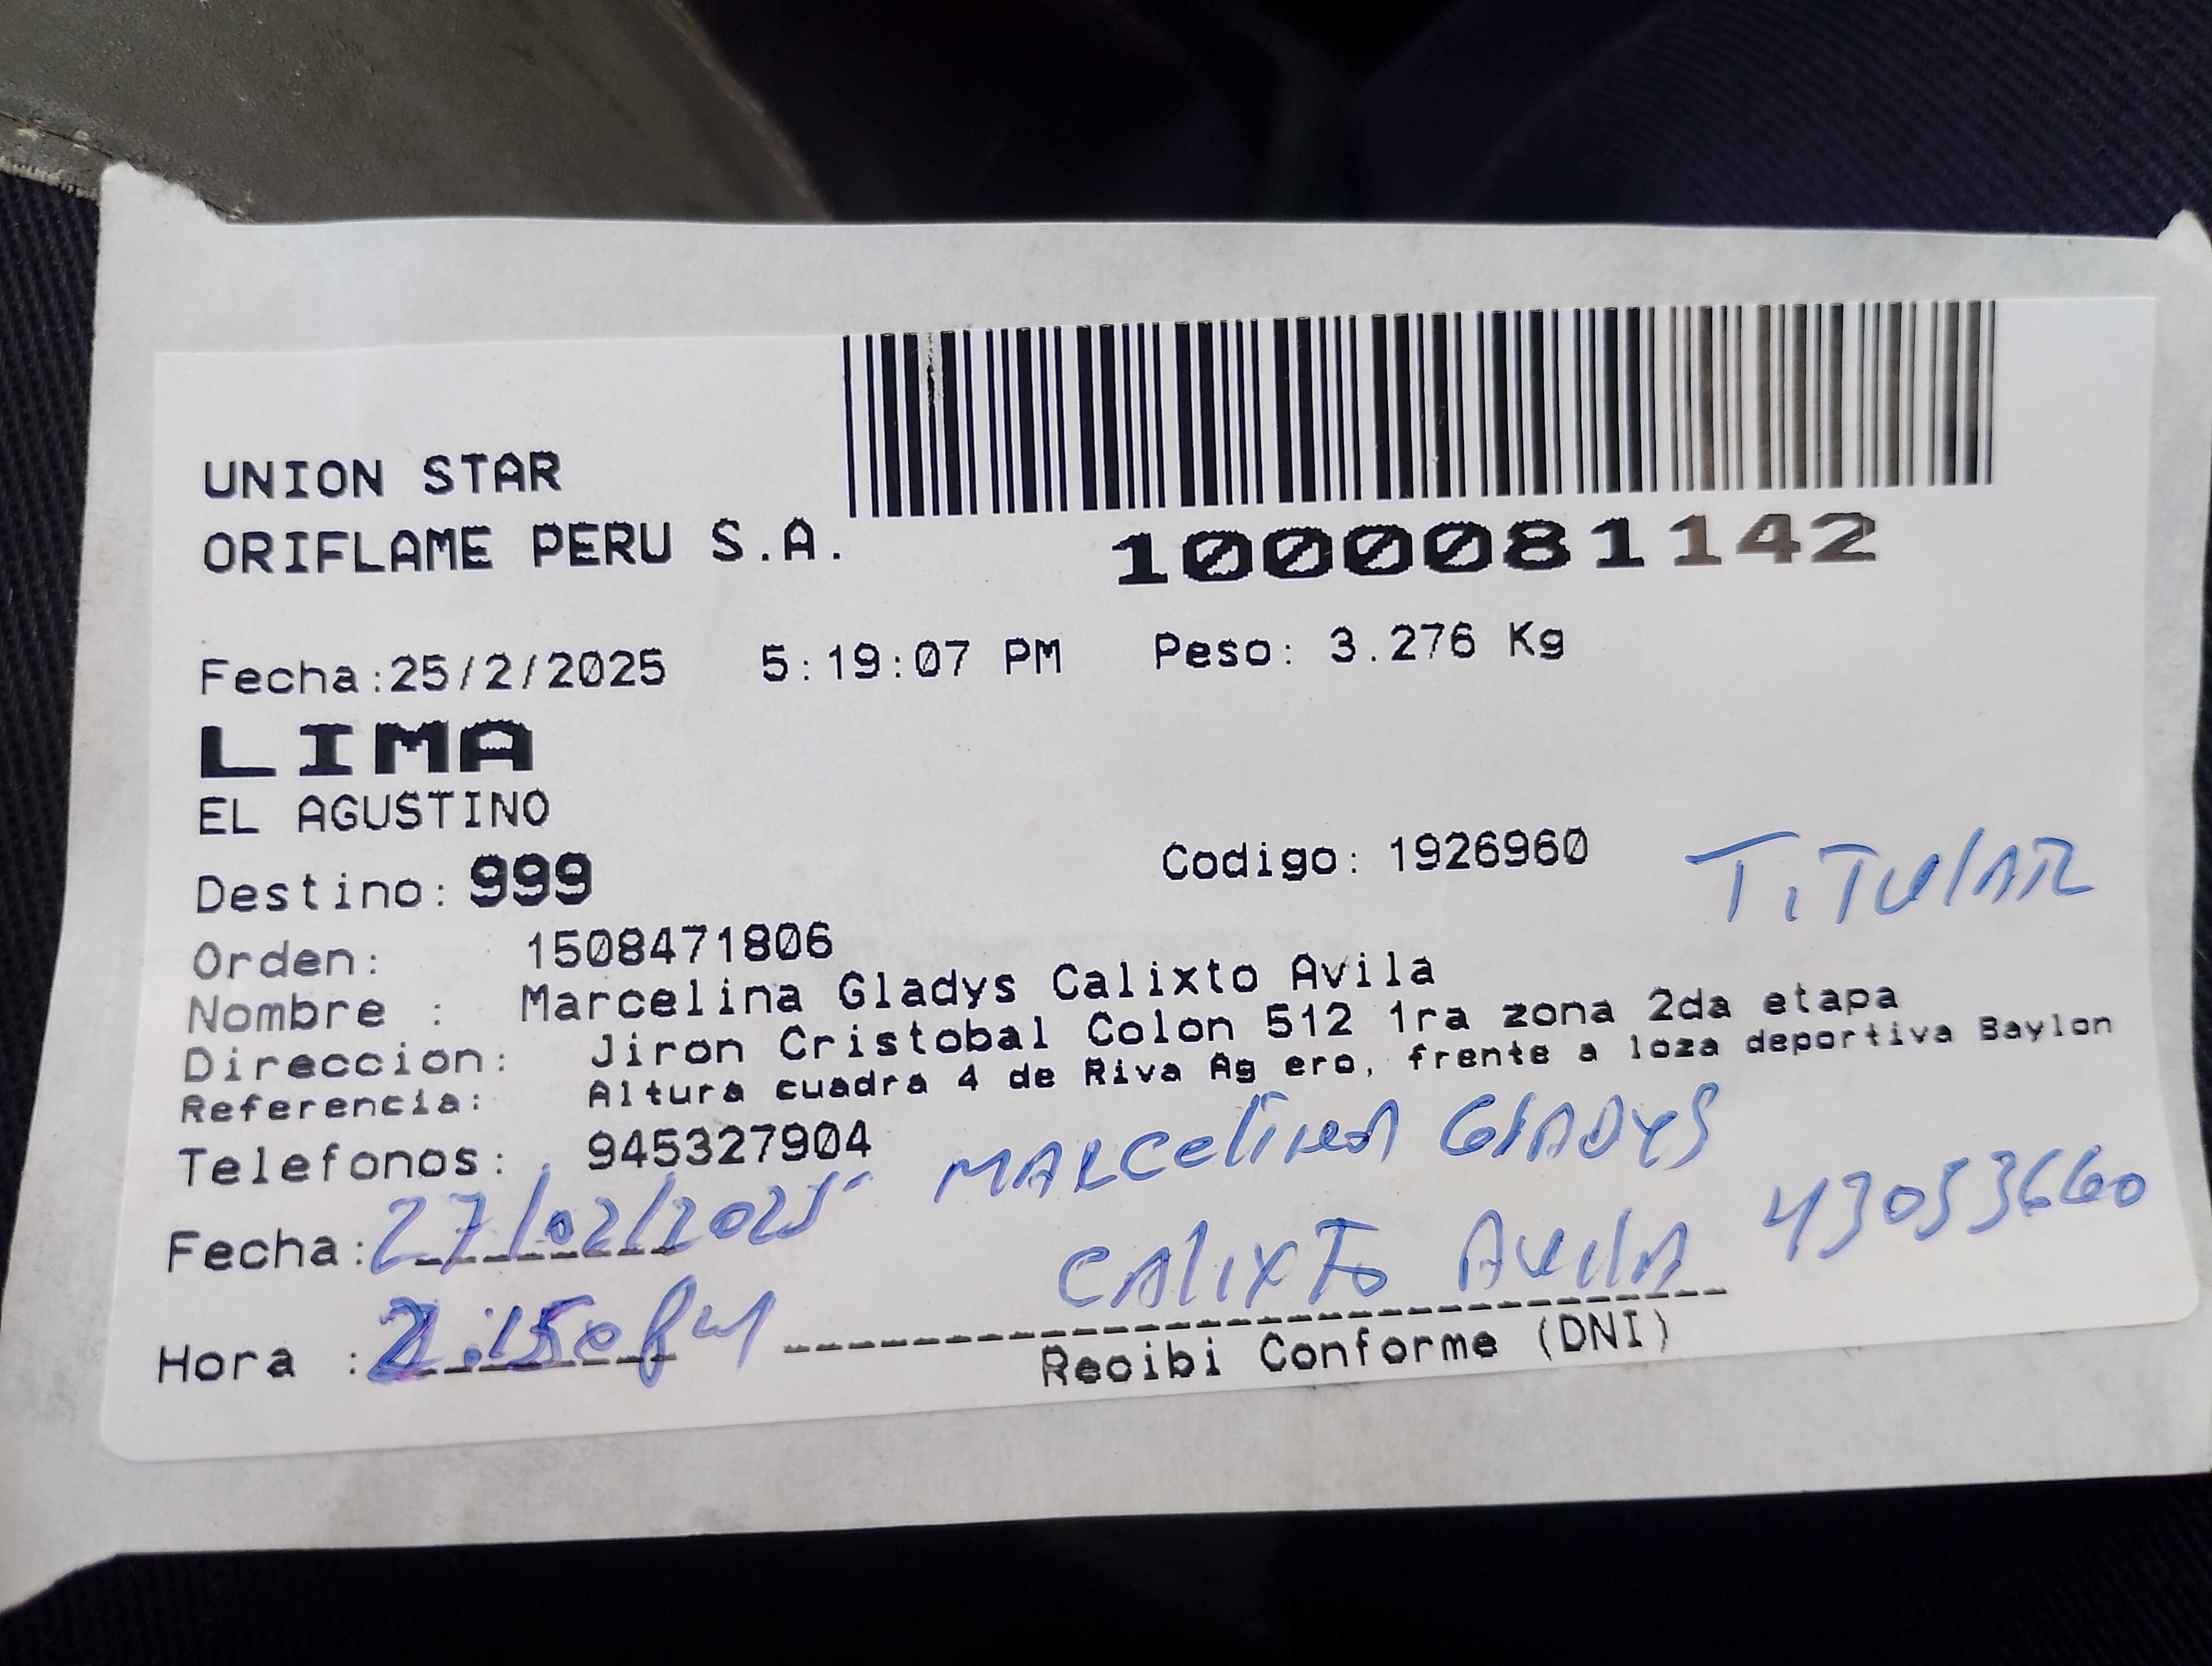 UNION STAR
ORIFLAME PERU S.A.
1000081142
Fecha:25/2/2025 5:19:07 PM Peso: 3.276 Kg
LIMA
EL AGUSTINO
Destino: 999 Codigo: 1926960 TITULAR
Orden: 1508471806
Nombre : Marcelina Gladys Calixto Avila
Direccion: Jiron Cristobal Colon 512 1ra zona 2da etapa
Referencia: Altura cuadra 4 de Riva Ag ero, frente a loza deportiva Baylon
Telefonos: 945327904
MARCELINA GLADYS
Fecha: 27/02/2025
CALIXTO AVILA 43053660
Hora : pm
Recibi Conforme (DNI)